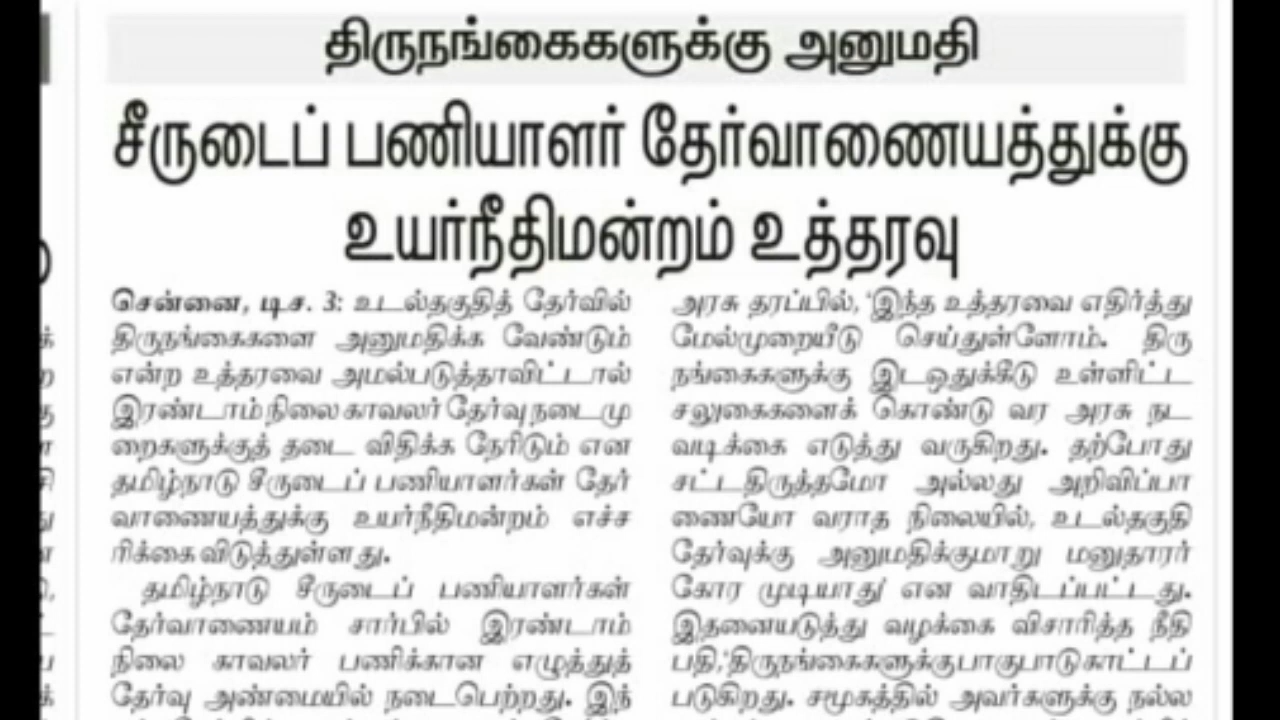 திருநங்கைகளுக்கு அனுமதி
சீருடைப் பணியாளர் தேர்வாணையத்துக்கு
உயர்நீதிமன்றம் உத்தரவு
சென்னை, டிச. 3: உடல்தகுதித் தேர்வில்
திருநங்கைகளை அனுமதிக்க வேண்டும்
என்ற உத்தரவை அமல்படுத்தாவிட்டால்
இரண்டாம் நிலை காவலர் தேர்வு நடைமு
றைகளுக்குத் தடை விதிக்க நேரிடும் என
தமிழ்நாடு சீருடைப் பணியாளர்கள் தேர்
வாணையத்துக்கு உயர்நீதிமன்றம் எச்ச
ரிக்கை விடுத்துள்ளது.
தமிழ்நாடு சீருடைப் பணியாளர்கள்
தேர்வாணையம் சார்பில் இரண்டாம்
நிலை காவலர் பணிக்கான எழுத்துத்
தேர்வு அண்மையில் நடைபெற்றது. இந்
அரசு தரப்பில், 'இந்த உத்தரவை எதிர்த்து
மேல்முறையீடு செய்துள்ளோம். திரு
நங்கைகளுக்கு இடஒதுக்கீடு உள்ளிட்ட
சலுகைகளைக் கொண்டு வர அரசு நட
வடிக்கை எடுத்து வருகிறது. தற்போது
சட்டதிருத்தமோ அல்லது அறிவிப்பா
ணையோ வராத நிலையில், உடல்தகுதி
தேர்வுக்கு அனுமதிக்குமாறு மனுதாரர்
கோர முடியாது' என வாதிடப்பட்டது.
இதனையடுத்து வழக்கை விசாரித்த நீதி
பதி,'திருநங்கைகளுக்கு பாகுபாடு காட்டப்
படுகிறது. சமூகத்தில் அவர்களுக்கு நல்ல